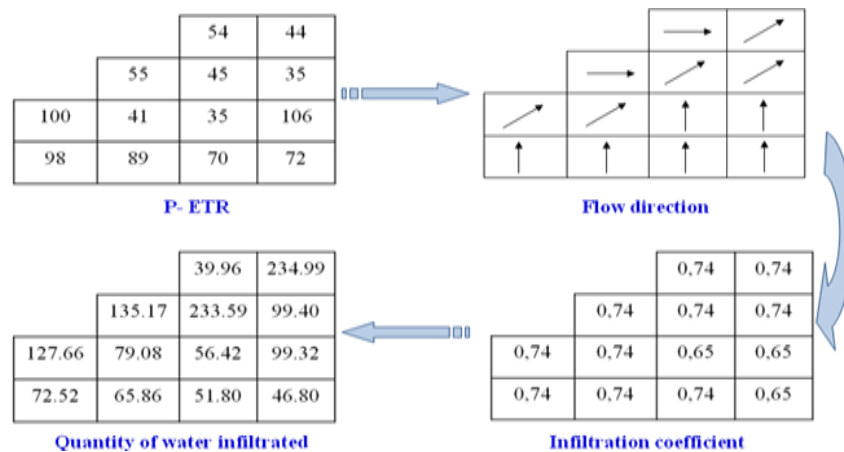 54 44
55 45 35
100 41 35 106
98 89 70 72
P- ETR
Flow direction
39.96 234.99
135.17 233.59 99.40
127.66 79.08 56.42 99.32
72.52 65.86 51.80 46.80
Quantity of water infiltrated
0,74 0,74
0,74 0,74 0,74
0,74 0,74 0,65 0,65
0,74 0,74 0,74 0,65
Infiltration coefficient